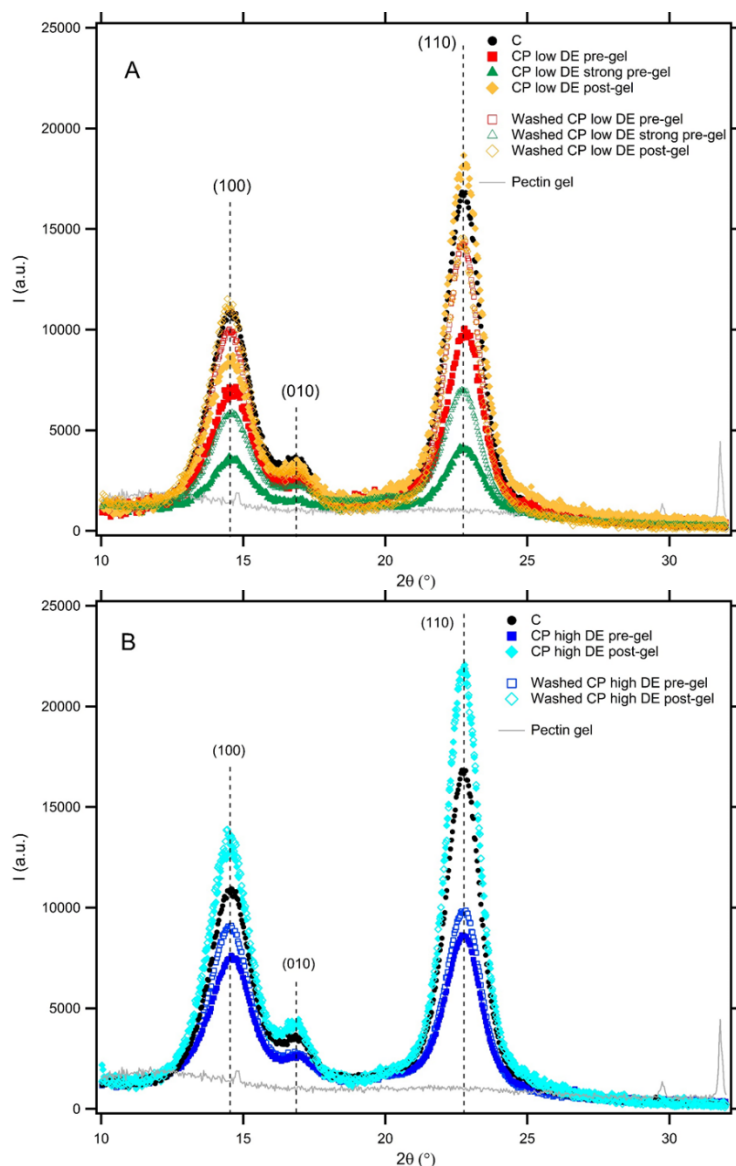 25000
20000
15000
10000
5000
0
I (a.u.)
A
(100)
(010)
(110)
C
CP low DE pre-gel
CP low DE strong pre-gel
CP low DE post-gel
Washed CP low DE pre-gel
Washed CP low DE strong pre-gel
Washed CP low DE post-gel
Pectin gel
10
15
20
25
30
2θ (°)
25000
20000
15000
10000
5000
0
I (a.u.)
B
(100)
(010)
(110)
C
CP high DE pre-gel
CP high DE post-gel
Washed CP high DE pre-gel
Washed CP high DE post-gel
Pectin gel
10
15
20
25
30
2θ (°)